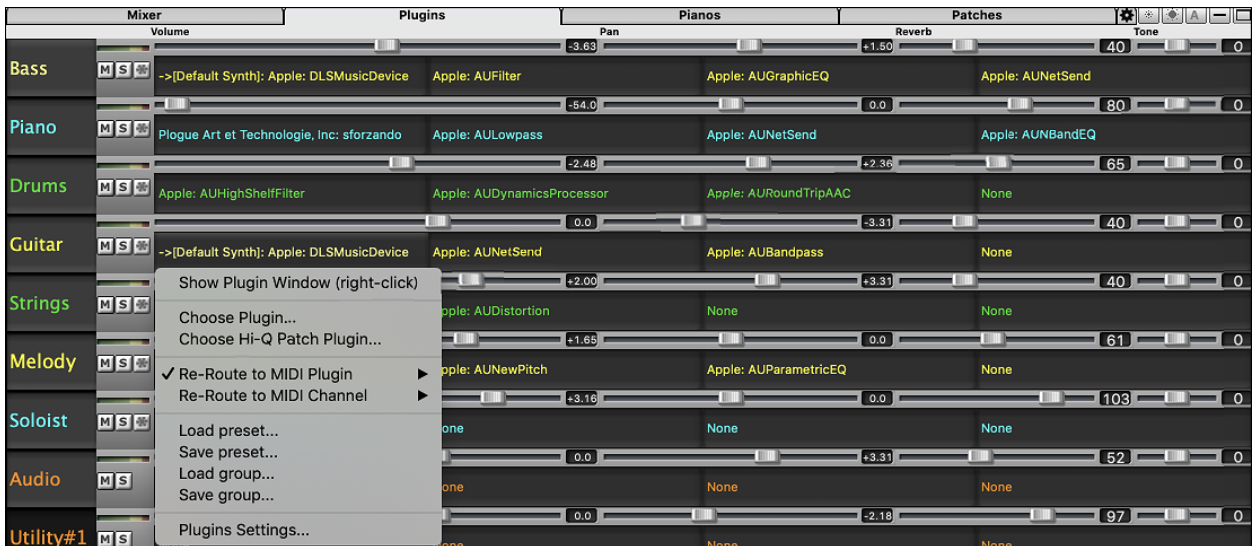 Mixer Plugins Pianos Patches A
Volume Pan Reverb Tone
-3.63 +1.50 40 0
Bass M S ->[Default Synth]: Apple: DLSMusicDevice Apple: AUFilter Apple: AUGraphicEQ Apple: AUNetSend
-54.0 0.0 80 0
Piano M S Plogue Art et Technologie, Inc: sforzando Apple: AULowpass Apple: AUNetSend Apple: AUNBandEQ
-2.48 +2.36 65 0
Drums M S Apple: AUHighShelfFilter Apple: AUDynamicsProcessor Apple: AURoundTripAAC None
0.0 -3.31 40 0
Guitar M S ->[Default Synth]: Apple: DLSMusicDevice Apple: AUNetSend Apple: AUBandpass None
+2.00 +3.31 40 0
Strings M S pple: AUDistortion None None
+1.65 0.0 61 0
Melody M S pple: AUNewPitch Apple: AUParametricEQ None
+3.16 0.0 103 0
Soloist M S one None None
0.0 +3.31 52 0
Audio M S one None None
0.0 -2.18 97 0
Utility#1 M S one None None
Show Plugin Window (right-click)
Choose Plugin...
Choose Hi-Q Patch Plugin...
Re-Route to MIDI Plugin
Re-Route to MIDI Channel
Load preset...
Save preset...
Load group...
Save group...
Plugins Settings...